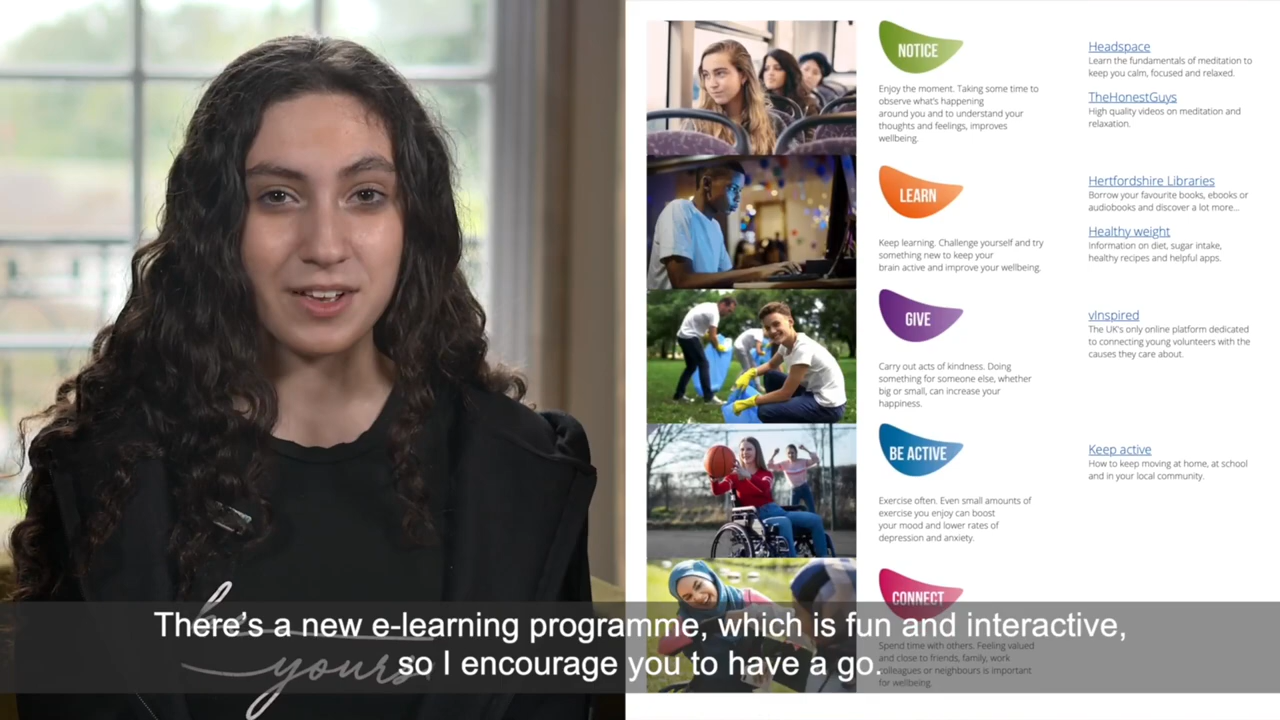 NOTICE
Enjoy the moment. Taking some time to
observe what's happening
around you and to understand your
thoughts and feelings, improves
wellbeing.
Headspace
Learn the fundamentals of meditation to
keep you calm, focused and relaxed.
TheHonestGuys
High quality videos on meditation and
relaxation.
LEARN
Keep learning. Challenge yourself and try
something new to keep your
brain active and improve your wellbeing.
Hertfordshire Libraries
Borrow your favourite books, ebooks or
audiobooks and discover a lot more...
Healthy weight
Information on diet, sugar intake,
healthy recipes and helpful apps.
GIVE
Carry out acts of kindness. Doing
something for someone else, whether
big or small, can increase your
happiness.
vInspired
The UK's only online platform dedicated
to connecting young volunteers with the
causes they care about.
BE ACTIVE
Exercise often. Even small amounts of
exercise you enjoy can boost
your mood and lower rates of
depression and anxiety.
Keep active
How to keep moving at home, at school
and in your local community.
CONNECT
Spend time with others. Feeling valued
and close to friends, family, work
colleagues or neighbours is important
for wellbeing.
yours
There's a new e-learning programme, which is fun and interactive,
so I encourage you to have a go.